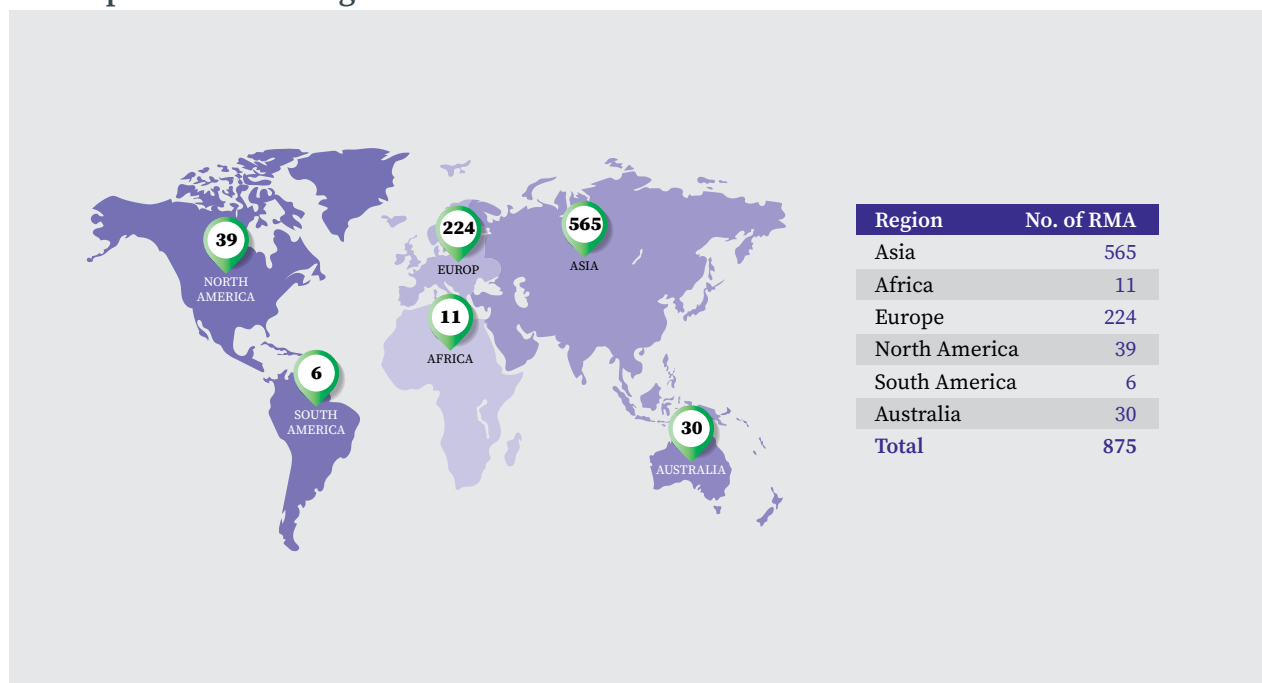 39
NORTH
AMERICA
224
EUROP
565
ASIA
11
AFRICA
6
SOUTH
AMERICA
30
AUSTRALIA
Region No. of RMA
Asia 565
Africa 11
Europe 224
North America 39
South America 6
Australia 30
Total 875